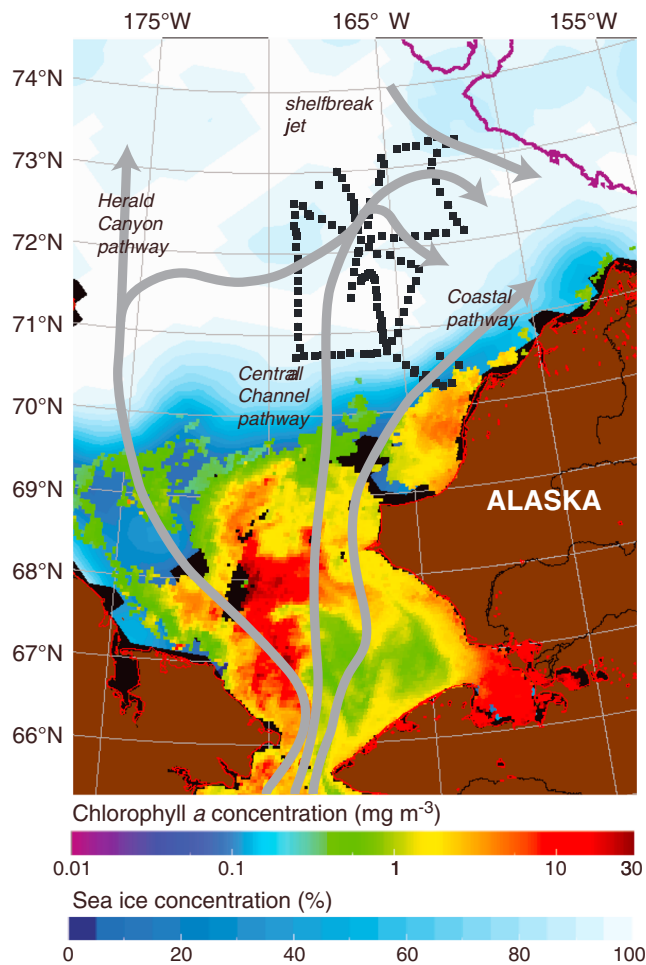 175°W 165° W 155°W
74°N
shelfbreak
jet
73°N
Herald
Canyon
pathway
72°N
Coastal
pathway
71°N
Central
Channel
pathway
70°N
69°N
ALASKA
68°N
67°N
66°N
Chlorophyll a concentration (mg m-3)
0.01 0.1 1 10 30
Sea ice concentration (%)
0 20 40 60 80 100